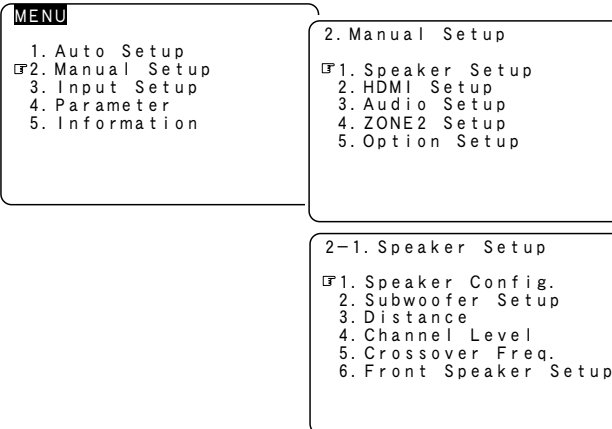 MENU
1. Auto Setup
☞2. Manual Setup
3. Input Setup
4. Parameter
5. Information
2. Manual Setup
☞1. Speaker Setup
2. HDMI Setup
3. Audio Setup
4. ZONE2 Setup
5. Option Setup
2-1. Speaker Setup
☞1. Speaker Config.
2. Subwoofer Setup
3. Distance
4. Channel Level
5. Crossover Freq.
6. Front Speaker Setup